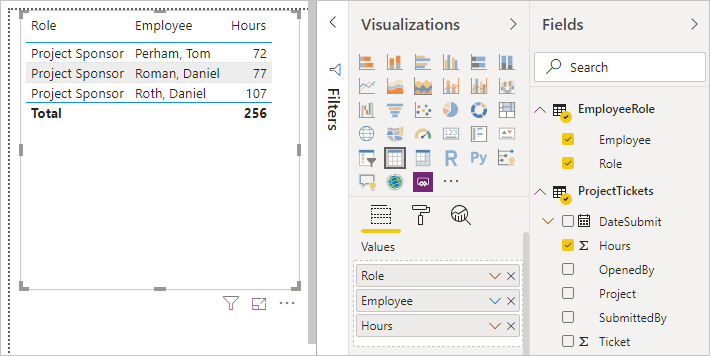 Role Employee Hours
Project Sponsor Perham, Tom 72
Project Sponsor Roman, Daniel 77
Project Sponsor Roth, Daniel 107
Total 256
Filters
Visualizations
123
R Py
Values
Role
Employee
Hours
Fields
Search
EmployeeRole
Employee
Role
ProjectTickets
DateSubmit
Σ Hours
OpenedBy
Project
SubmittedBy
Σ Ticket